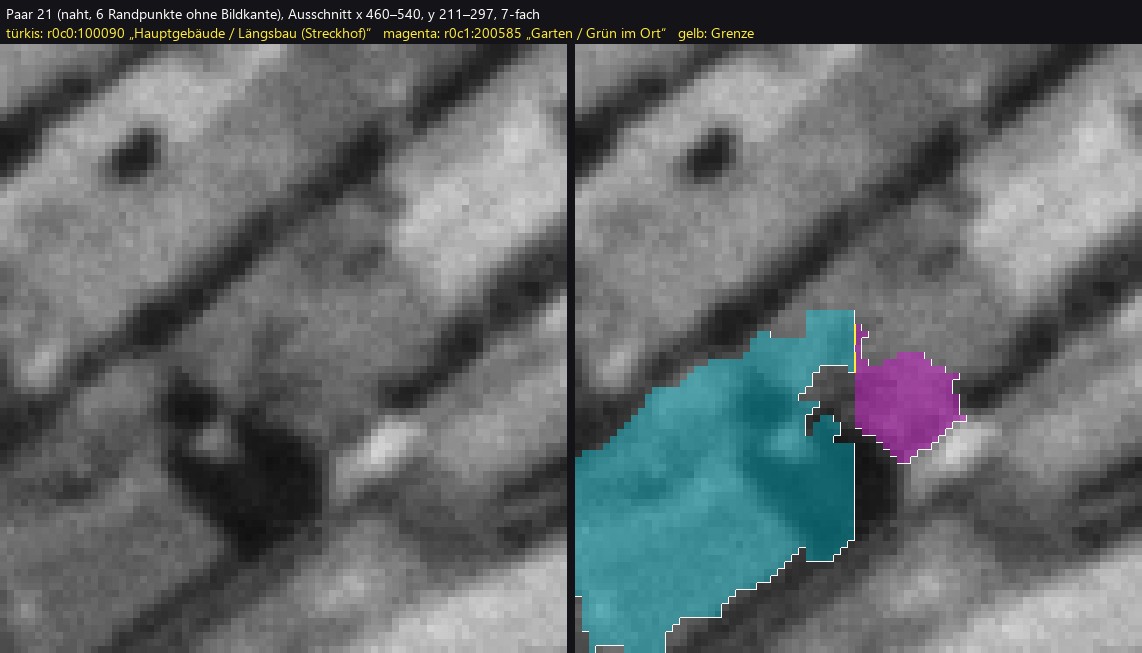 Paar 21 (naht, 6 Randpunkte ohne Bildkante), Ausschnitt x 460–540, y 211–297, 7-fach
türkis: r0c0:100090 „Hauptgebäude / Längsbau (Streckhof)“ magenta: r0c1:200585 „Garten / Grün im Ort“ gelb: Grenze